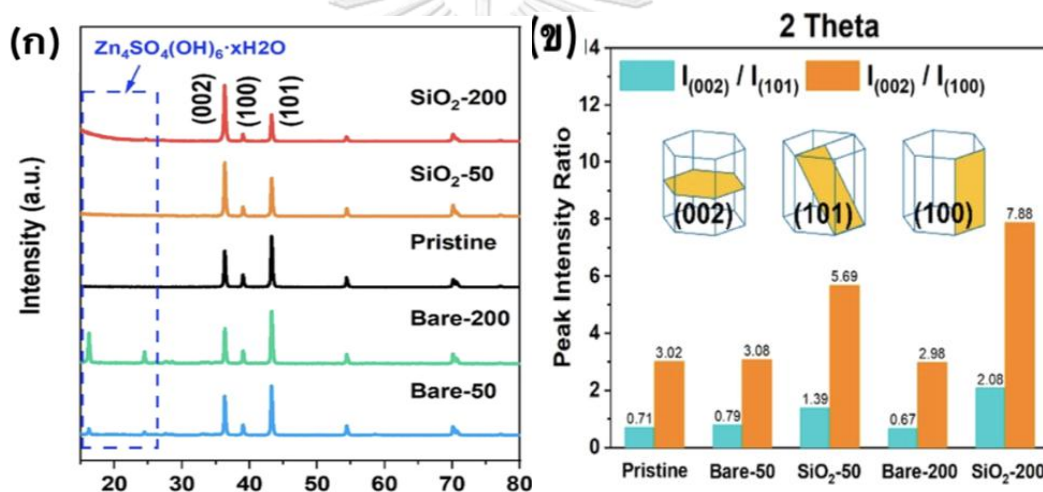 (ก)
Zn₄SO₄(OH)₆·xH2O
(002)
(100)
(101)
SiO₂-200
SiO₂-50
Pristine
Bare-200
Bare-50
Intensity (a.u.)
20 30 40 50 60 70 80
(ข)
2 Theta
I(002) / I(101)
I(002) / I(100)
(002)
(101)
(100)
Peak Intensity Ratio
14
12
10
8
6
4
2
0
0.71
3.02
0.79
3.08
1.39
5.69
0.67
2.98
2.08
7.88
Pristine Bare-50 SiO₂-50 Bare-200 SiO₂-200